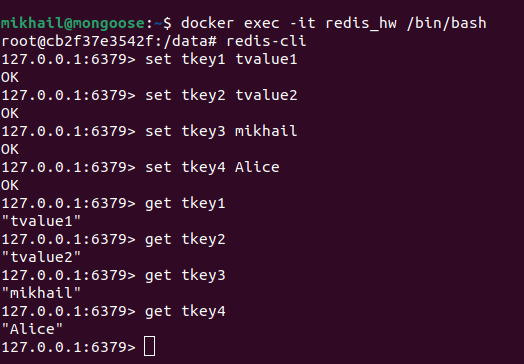 mikhail@mongoose:~$ docker exec -it redis_hw /bin/bash
root@cb2f37e3542f:/data# redis-cli
127.0.0.1:6379> set tkey1 tvalue1
OK
127.0.0.1:6379> set tkey2 tvalue2
OK
127.0.0.1:6379> set tkey3 mikhail
OK
127.0.0.1:6379> set tkey4 Alice
OK
127.0.0.1:6379> get tkey1
"tvalue1"
127.0.0.1:6379> get tkey2
"tvalue2"
127.0.0.1:6379> get tkey3
"mikhail"
127.0.0.1:6379> get tkey4
"Alice"
127.0.0.1:6379>